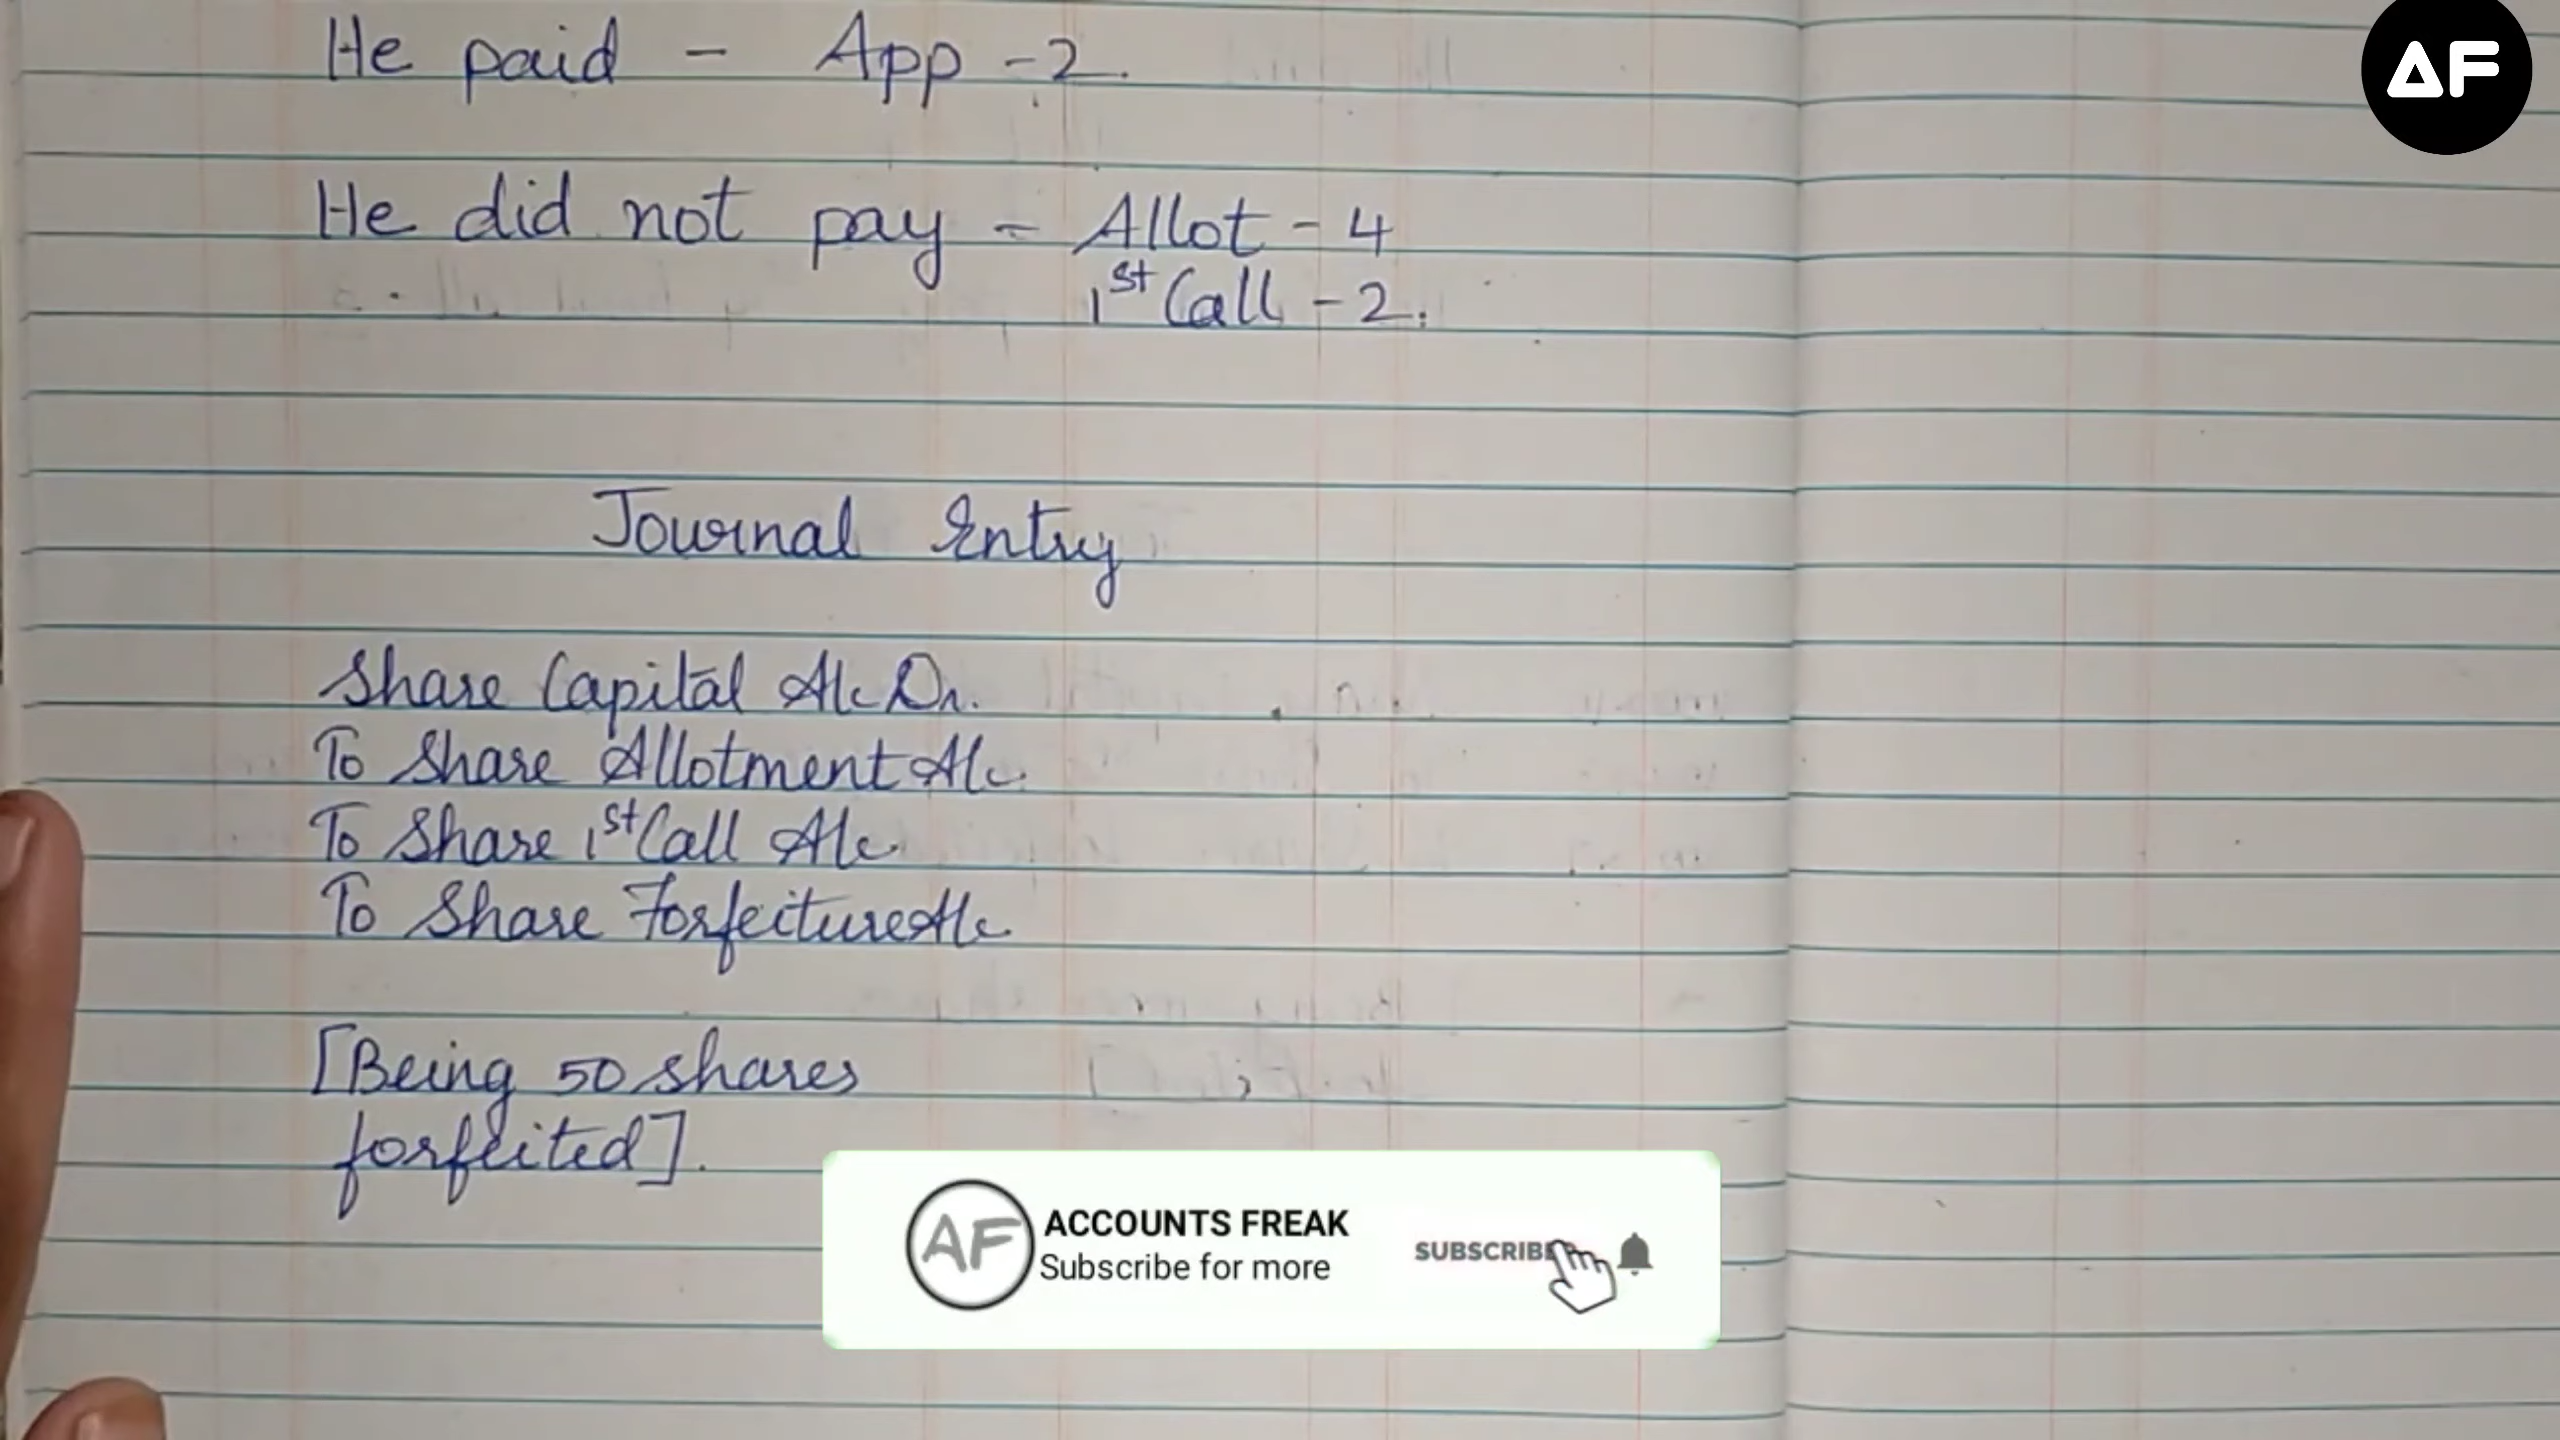 AF
He paid - App - 2.
He did not pay - Allot - 4
1st Call - 2.
Journal Entry
Share Capital A/c Dr.
To Share Allotment A/c.
To Share 1st Call A/c.
To Share Forfeiture A/c.
[Being 50 shares
forfeited].
AF
ACCOUNTS FREAK
Subscribe for more
SUBSCRIBE